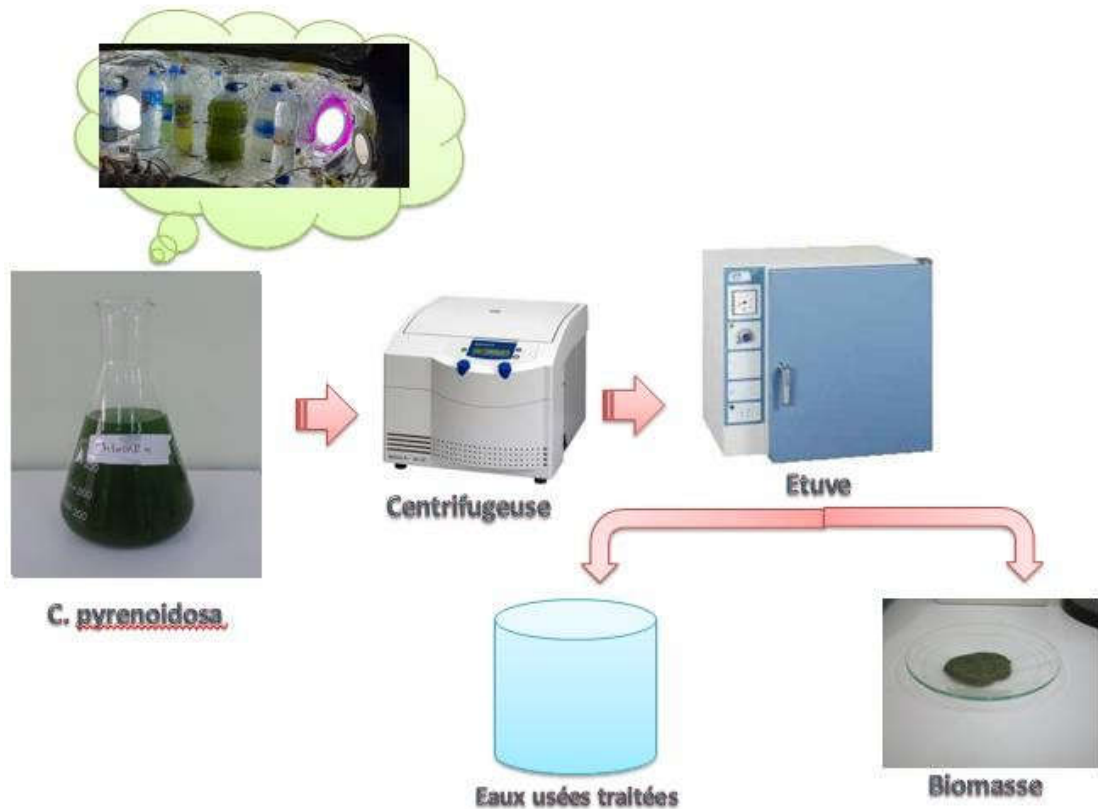 C. pyrenoidosa
Centrifugeuse
Etuve
Eaux usées traitées
Biomasse